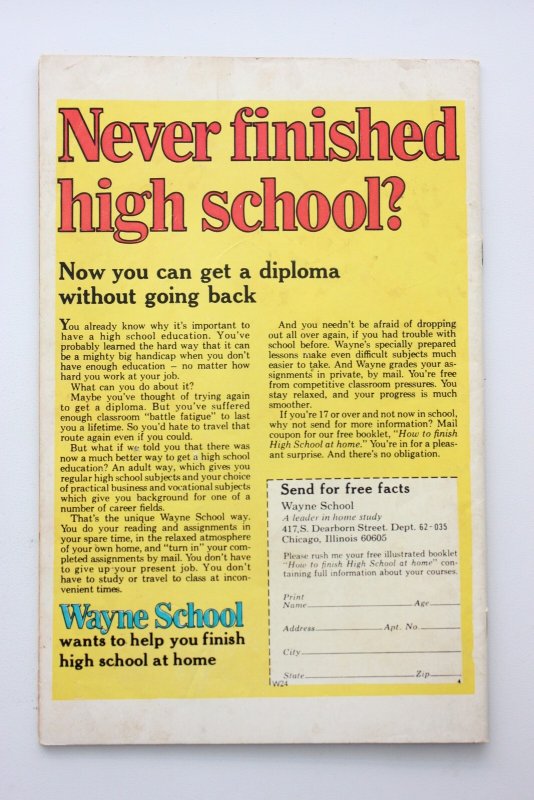 Never finished
high school?
Now you can get a diploma
without going back
You already know why it's important to
have a high school education. You've
probably learned the hard way that it can
be a mighty big handicap when you don't
have enough education — no matter how
hard you work at your job.
What can you do about it?
Maybe you've thought of trying again
to get a diploma. But you've suffered
enough classroom "battle fatigue" to last
you a lifetime. So you'd hate to travel that
route again even if you could.
But what if we told you that there was
now a much better way to get a high school
education? An adult way, which gives you
regular high school subjects and your choice
of practical business and vocational subjects
which give you background for one of a
number of career fields.
That's the unique Wayne School way.
You do your reading and assignments in
your spare time, in the relaxed atmosphere
of your own home, and "turn in" your com-
pleted assignments by mail. You don't have
to give up your present job. You don't
have to study or travel to class at incon-
venient times.
Wayne School
wants to help you finish
high school at home
And you needn't be afraid of dropping
out all over again, if you had trouble with
school before. Wayne's specially prepared
lessons make even difficult subjects much
easier to take. And Wayne grades your as-
signments in private, by mail. You're free
from competitive classroom pressures. You
stay relaxed, and your progress is much
smoother.
If you're 17 or over and not now in school,
why not send for more information? Mail
coupon for our free booklet, "How to finish
High School at home." You're in for a pleas-
ant surprise. And there's no obligation.
Send for free facts
Wayne School
A leader in home study
417 S. Dearborn Street. Dept. 62-035
Chicago, Illinois 60605
Please rush me your free illustrated booklet
"How to finish High School at home" con-
taining full information about your courses.
Print
Name Age
Address Apt. No.
City
State Zip
W24 4